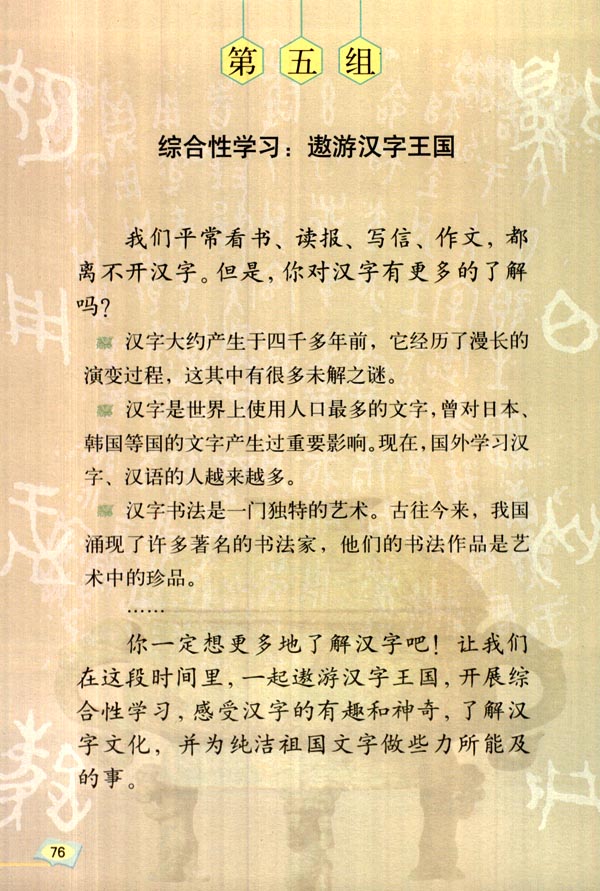 第五组
综合性学习：遨游汉字王国
我们平常看书、读报、写信、作文，都
离不开汉字。但是，你对汉字有更多的了解
吗？
汉字大约产生于四千多年前，它经历了漫长的
演变过程，这其中有很多未解之谜。
汉字是世界上使用人口最多的文字，曾对日本、
韩国等国的文字产生过重要影响。现在，国外学习汉
字、汉语的人越来越多。
汉字书法是一门独特的艺术。古往今来，我国
涌现了许多著名的书法家，他们的书法作品是艺
术中的珍品。
……
你一定想更多地了解汉字吧！让我们
在这段时间里，一起遨游汉字王国，开展综
合性学习，感受汉字的有趣和神奇，了解汉
字文化，并为纯洁祖国文字做些力所能及
的事。
76